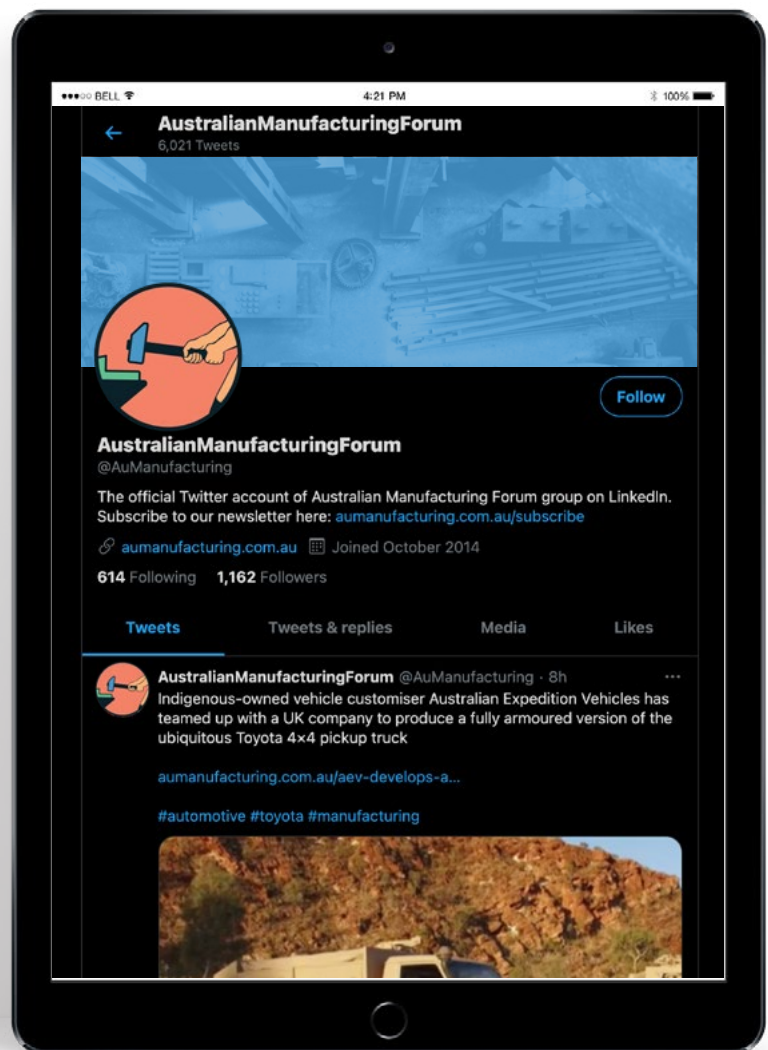 BELL
4:21 PM
100%
AustralianManufacturingForum
6,021 Tweets
Follow
AustralianManufacturingForum
@AuManufacturing
The official Twitter account of Australian Manufacturing Forum group on LinkedIn.
Subscribe to our newsletter here: aumanufacturing.com.au/subscribe
aumanufacturing.com.au Joined October 2014
614 Following 1,162 Followers
Tweets Tweets & replies Media Likes
AustralianManufacturingForum @AuManufacturing · 8h ...
Indigenous-owned vehicle customiser Australian Expedition Vehicles has
teamed up with a UK company to produce a fully armoured version of the
ubiquitous Toyota 4×4 pickup truck
aumanufacturing.com.au/aev-develops-a...
#automotive #toyota #manufacturing